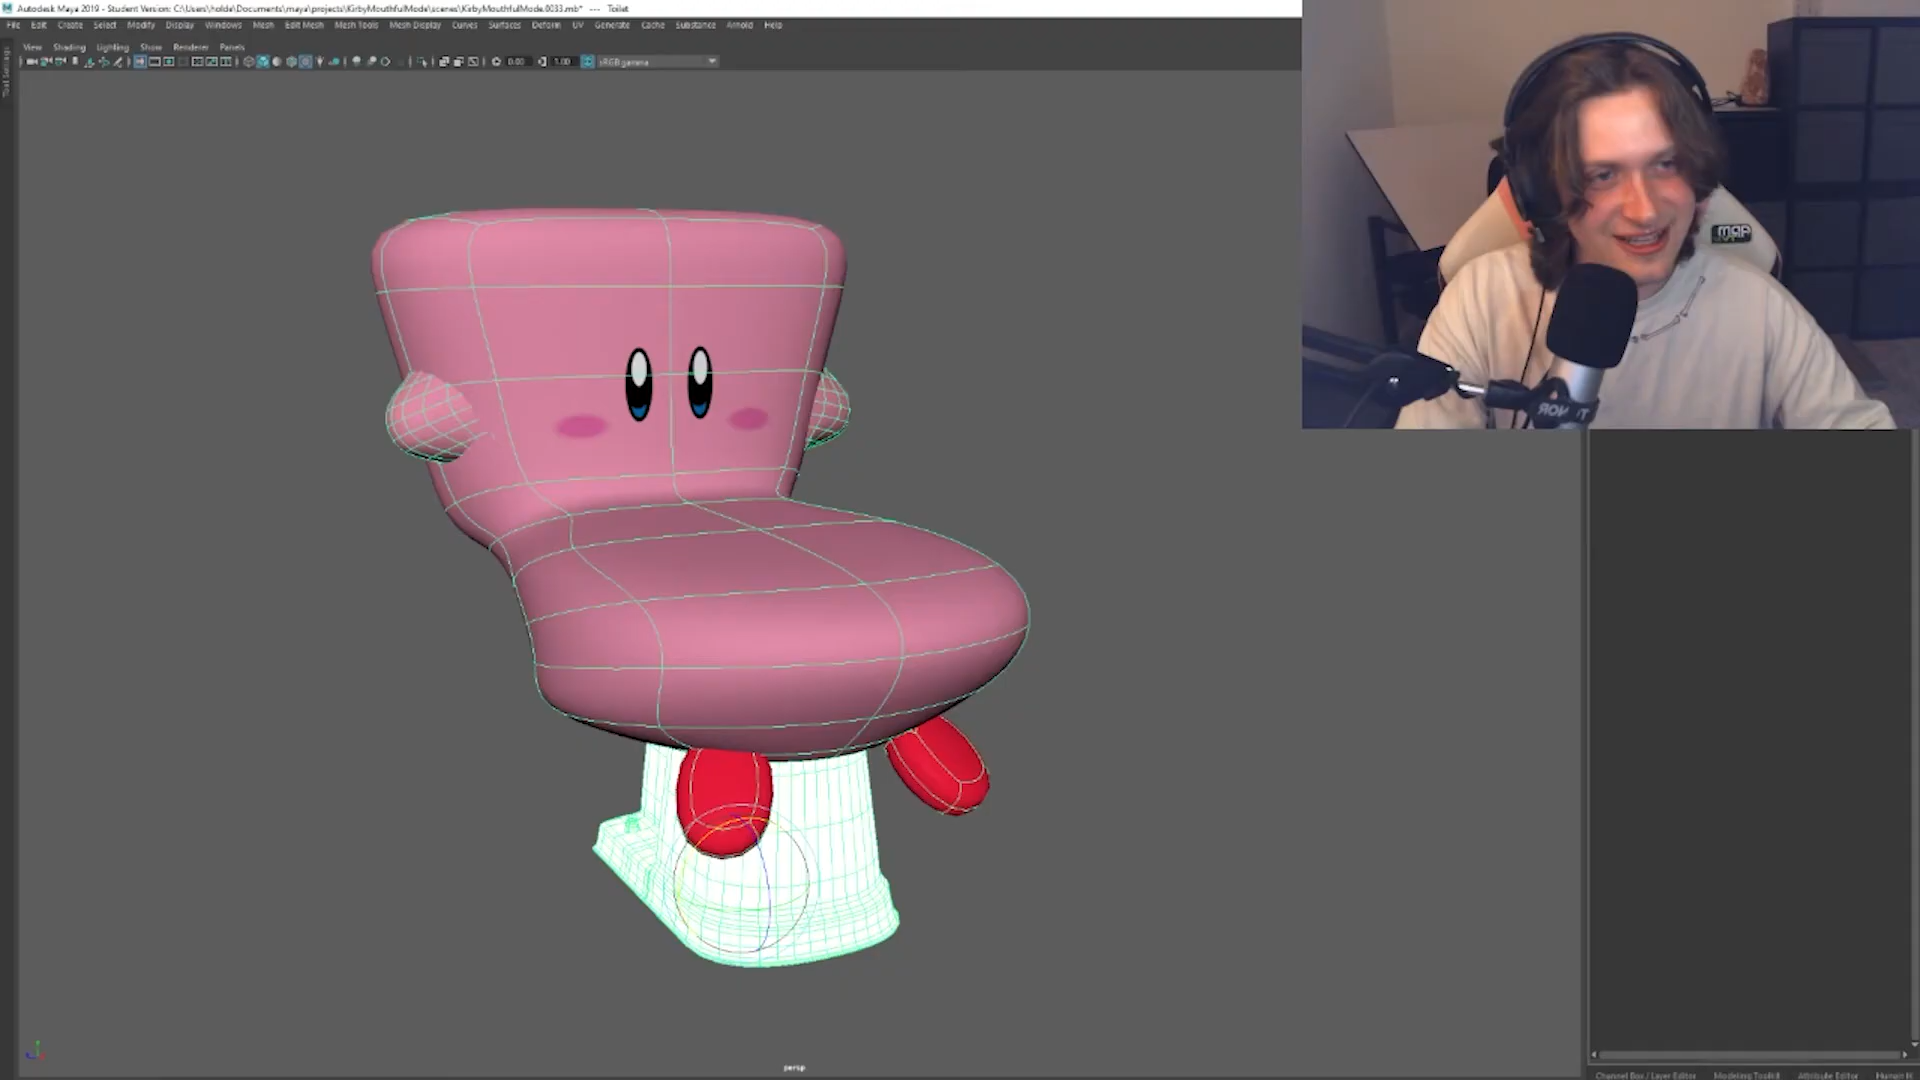 Autodesk Maya 2019 - Student Version: C:\Users\holde\Documents\maya\projects\KirbyMouthfulMode\scenes\KirbyMouthfulMode.0033.mb* --- Toilet
File Edit Create Select Modify Display Windows Mesh Edit Mesh Mesh Tools Mesh Display Curves Surfaces Deform UV Generate Cache Substance Arnold Help
View Shading Lighting Show Renderer Panels
0.00 1.00 sRGB gamma
persp
Channel Box / Layer Editor Modeling Toolkit Attribute Editor Human IK